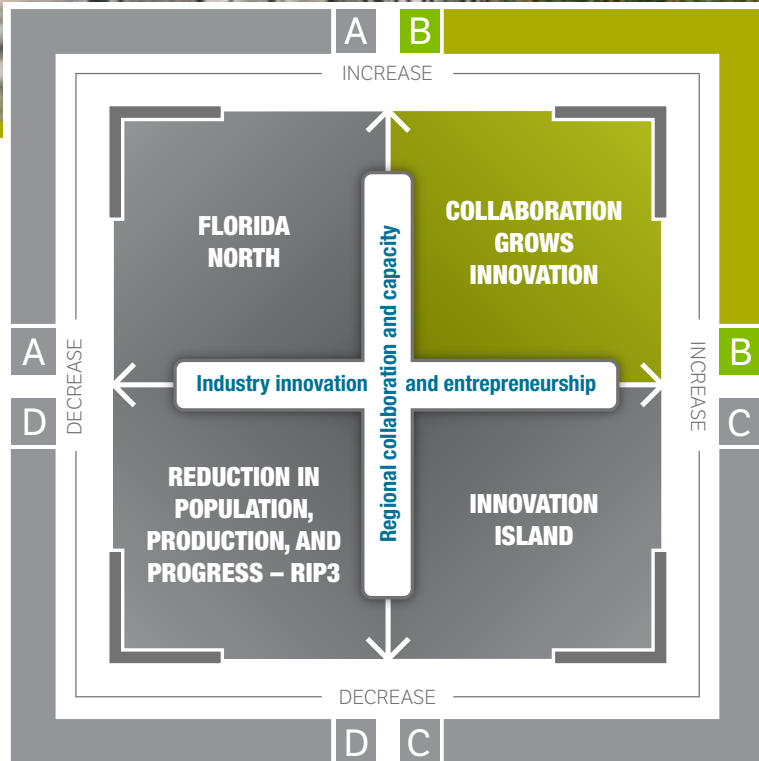 A B
INCREASE
FLORIDA
NORTH
COLLABORATION
GROWS
INNOVATION
Regional collaboration and capacity
A
B
DECREASE
INCREASE
Industry innovation and entrepreneurship
D
C
REDUCTION IN
POPULATION,
PRODUCTION, AND
PROGRESS – RIP3
INNOVATION
ISLAND
DECREASE
D C